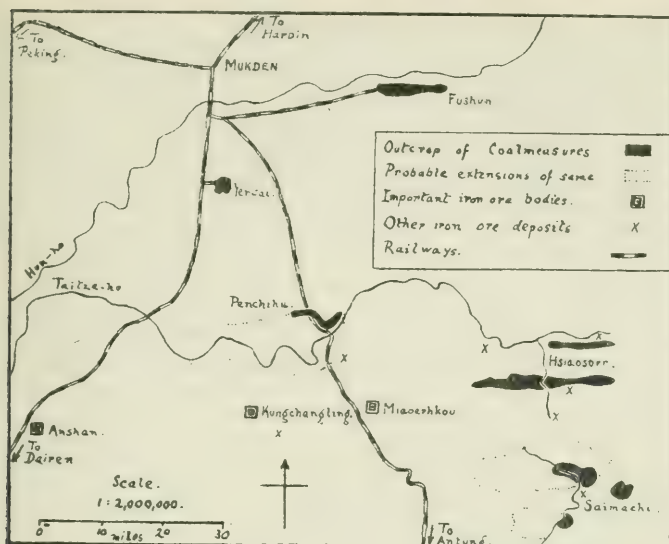 To
Harbin
To
Peking.
MUKDEN
Fushun
Outcrop of Coalmeasures
Probable extensions of same
Important iron ore bodies.
Other iron ore deposits x
Railways.
Yentai.
Hun-ho
Taitze-ho
Penchihu.
x
x
x
Hsiaoserr.
x
x
Kungchangling.
x
Miaoerhkou
Anshan.
To
Dairen
x
Saimachi
Scale.
1:2,000,000.
0 10 20 30
miles
To
Antung